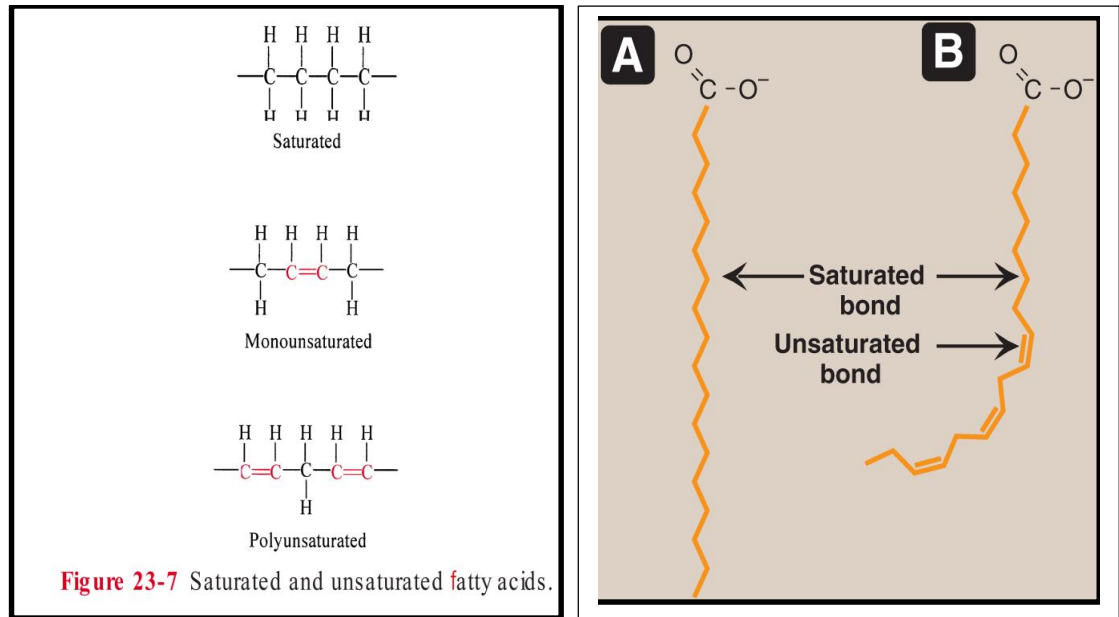 H H H H
—C—C—C—C—
H H H H
Saturated
H H H H
—C—C=C—C—
H H
Monounsaturated
H H H H H
—C=C—C—C=C—
H
Polyunsaturated
Figure 23-7 Saturated and unsaturated fatty acids.
A
O
C -O⁻
B
O
C -O⁻
Saturated
bond
Unsaturated
bond